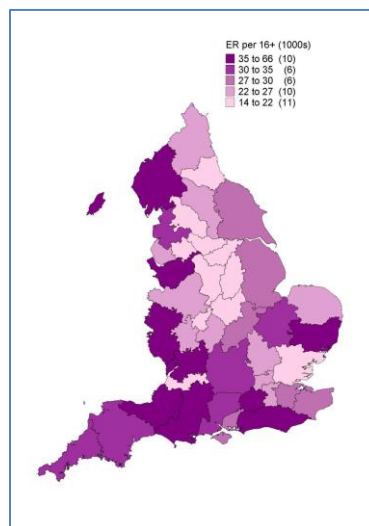 ER per 16+ (1000s)
35 to 66 (10)
30 to 35 (6)
27 to 30 (6)
22 to 27 (10)
14 to 22 (11)